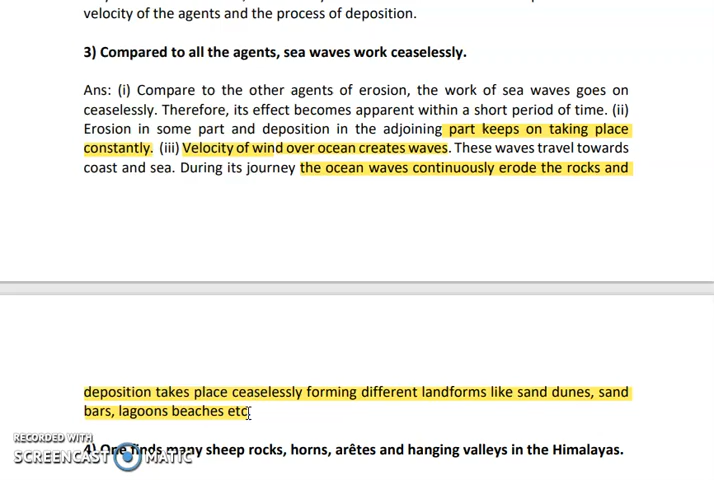 velocity of the agents and the process of deposition.
3) Compared to all the agents, sea waves work ceaselessly.
Ans: (i) Compare to the other agents of erosion, the work of sea waves goes on
ceaselessly. Therefore, its effect becomes apparent within a short period of time. (ii)
Erosion in some part and deposition in the adjoining part keeps on taking place
constantly. (iii) Velocity of wind over ocean creates waves. These waves travel towards
coast and sea. During its journey the ocean waves continuously erode the rocks and
deposition takes place ceaselessly forming different landforms like sand dunes, sand
bars, lagoons beaches etc
RECORDED WITH
4) One finds many sheep rocks, horns, arêtes and hanging valleys in the Himalayas.
SCREENCAST MATIC